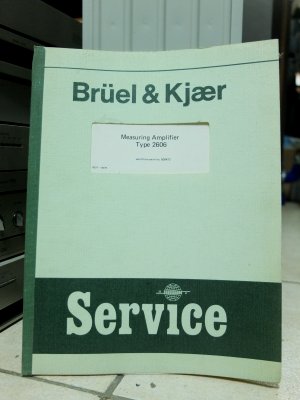 Brüel & Kjær
Measuring Amplifier
Type 2606
Service